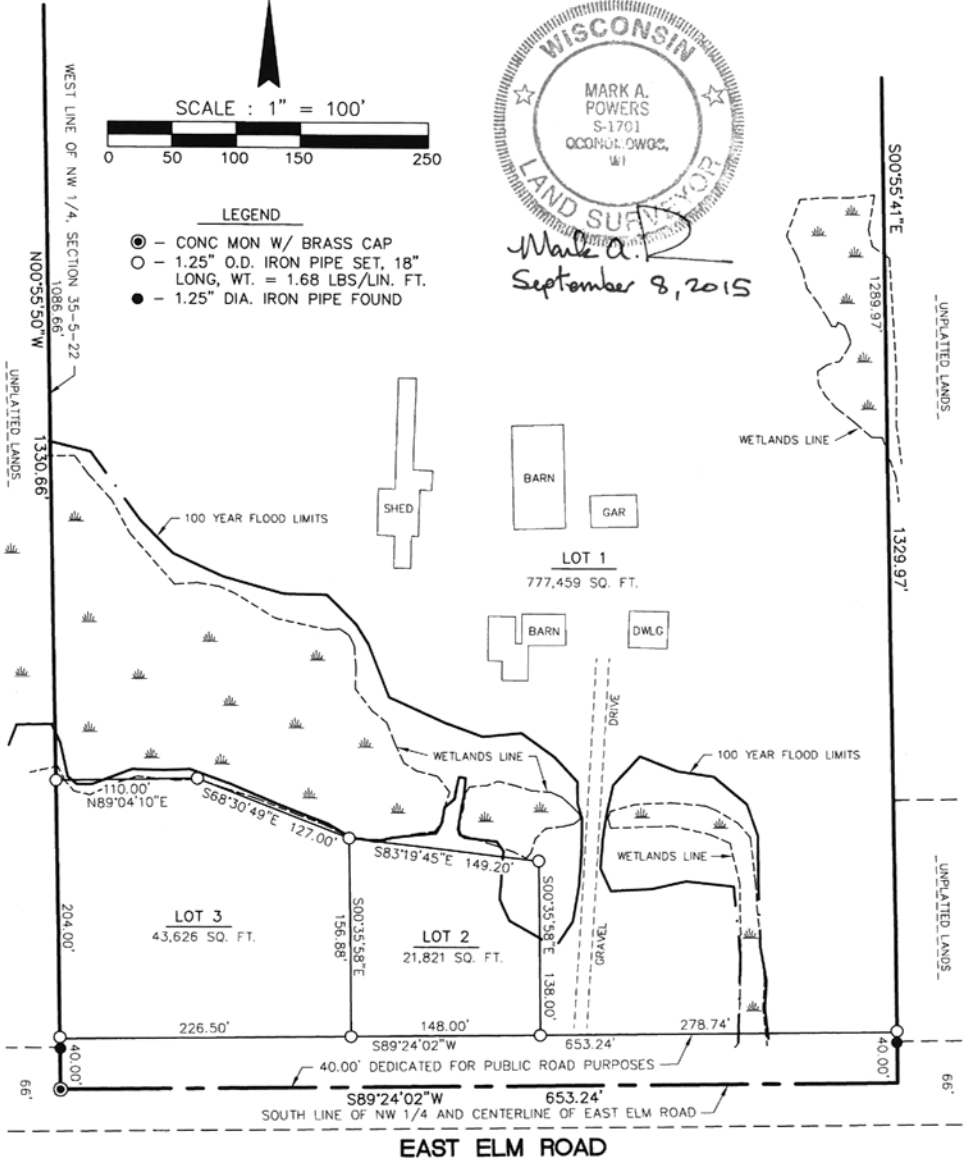 WISCONSIN
MARK A.
POWERS
S-1701
OCONOMOWOC,
WI
LAND SURVEYOR
Mark A.
September 8, 2015
SCALE : 1" = 100'
0 50 100 150 250
LEGEND
CONC MON W/ BRASS CAP
1.25" O.D. IRON PIPE SET, 18"
LONG, WT. = 1.68 LBS/LIN. FT.
1.25" DIA. IRON PIPE FOUND
WEST LINE OF NW 1/4, SECTION 35-5-22
N00°55'50"W
1086.66'
1330.66'
UNPLATTED LANDS
S00°55'41"E
1289.97'
1329.97'
UNPLATTED LANDS
WETLANDS LINE
SHED
BARN
GAR
100 YEAR FLOOD LIMITS
LOT 1
777,459 SQ. FT.
BARN
DWLG
DRIVE
GRAVEL
WETLANDS LINE
100 YEAR FLOOD LIMITS
WETLANDS LINE
UNPLATTED LANDS
110.00'
N89°04'10"E
S68°30'49"E 127.00'
S83°19'45"E 149.20'
204.00'
LOT 3
43,626 SQ. FT.
S00°35'58"E
156.88'
LOT 2
21,821 SQ. FT.
S00°35'58"E
138.00'
226.50'
148.00'
278.74'
S89°24'02"W 653.24'
40.00'
40.00' DEDICATED FOR PUBLIC ROAD PURPOSES
40.00'
66'
66'
S89°24'02"W 653.24'
SOUTH LINE OF NW 1/4 AND CENTERLINE OF EAST ELM ROAD
EAST ELM ROAD